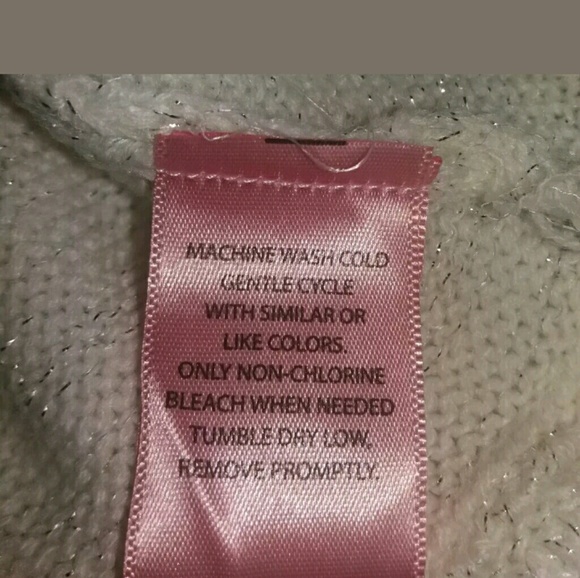 MACHINE WASH COLD
GENTLE CYCLE
WITH SIMILAR OR
LIKE COLORS.
ONLY NON-CHLORINE
BLEACH WHEN NEEDED
TUMBLE DRY LOW.
REMOVE PROMPTLY.